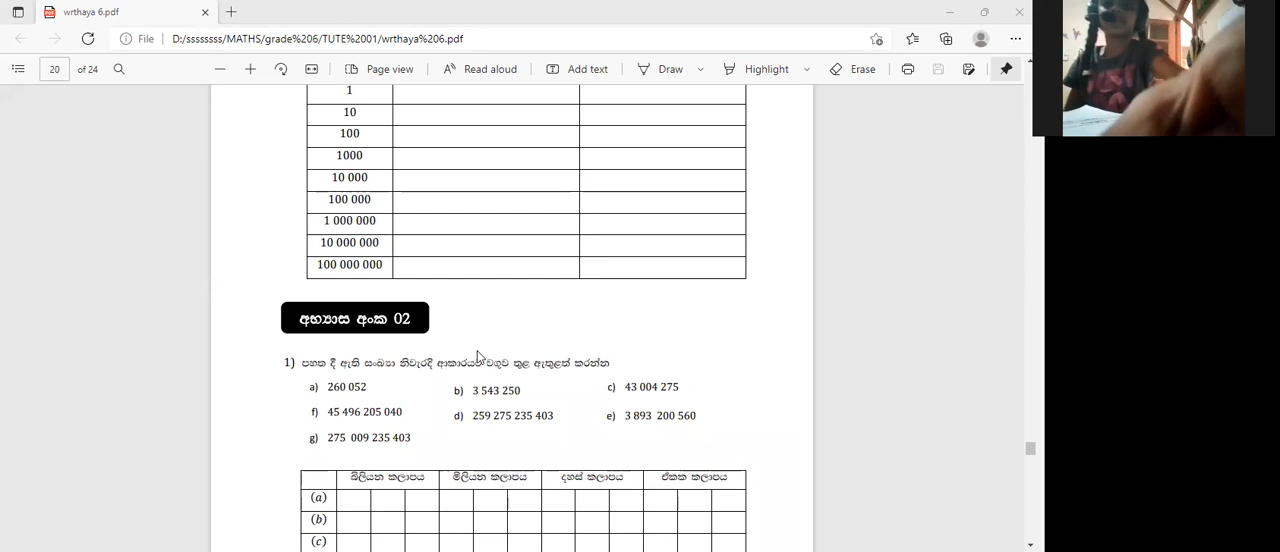 wrthaya 6.pdf
File D:/ssssssss/MATHS/grade%206/TUTE%2001/wrthaya%206.pdf
20 of 24 Page view Read aloud Add text Draw Highlight Erase
1
10
100
1000
10 000
100 000
1 000 000
10 000 000
100 000 000
අභ්‍යාස අංක 02
1) පහත දී ඇති සංඛ්‍යා නිවැරදි ආකාරයට වගුව තුළ ඇතුළත් කරන්න
a) 260 052 b) 3 543 250 c) 43 004 275
f) 45 496 205 040 d) 259 275 235 403 e) 3 893 200 560
g) 275 009 235 403
බිලියන කලාපය මිලියන කලාපය දහස් කලාපය ඒකක කලාපය
(a)
(b)
(c)